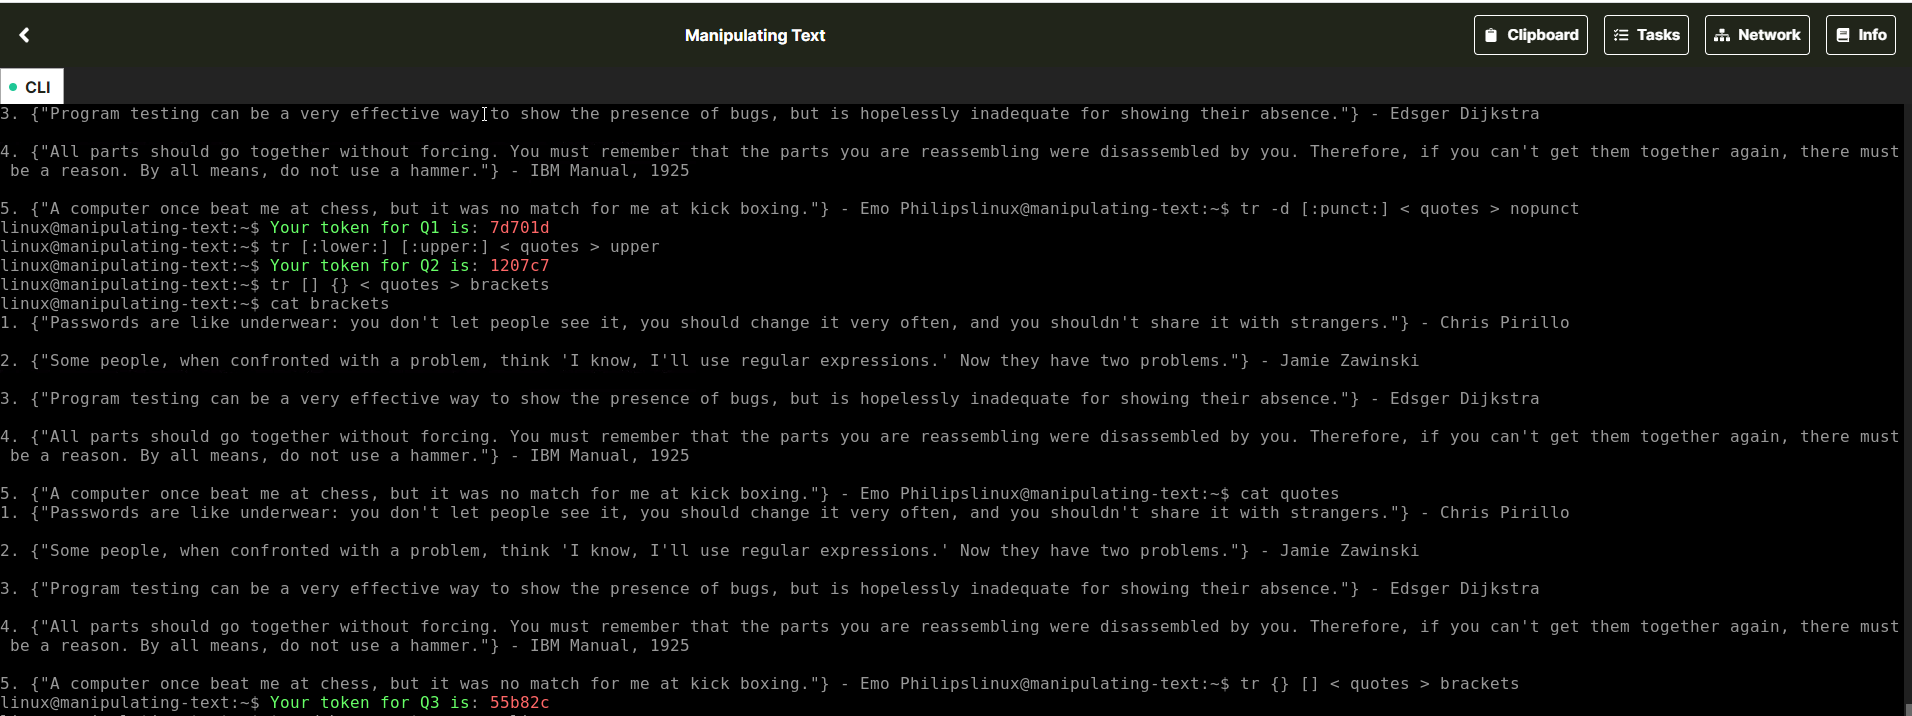 Manipulating Text
Clipboard
Tasks
Network
Info
CLI
3. {"Program testing can be a very effective way to show the presence of bugs, but is hopelessly inadequate for showing their absence."} - Edsger Dijkstra
4. {"All parts should go together without forcing. You must remember that the parts you are reassembling were disassembled by you. Therefore, if you can't get them together again, there must
be a reason. By all means, do not use a hammer."} - IBM Manual, 1925
5. {"A computer once beat me at chess, but it was no match for me at kick boxing."} - Emo Philipslinux@manipulating-text:~$ tr -d [:punct:] < quotes > nopunct
linux@manipulating-text:~$ Your token for Q1 is: 7d701d
linux@manipulating-text:~$ tr [:lower:] [:upper:] < quotes > upper
linux@manipulating-text:~$ Your token for Q2 is: 1207c7
linux@manipulating-text:~$ tr [] {} < quotes > brackets
linux@manipulating-text:~$ cat brackets
1. {"Passwords are like underwear: you don't let people see it, you should change it very often, and you shouldn't share it with strangers."} - Chris Pirillo
2. {"Some people, when confronted with a problem, think 'I know, I'll use regular expressions.' Now they have two problems."} - Jamie Zawinski
3. {"Program testing can be a very effective way to show the presence of bugs, but is hopelessly inadequate for showing their absence."} - Edsger Dijkstra
4. {"All parts should go together without forcing. You must remember that the parts you are reassembling were disassembled by you. Therefore, if you can't get them together again, there must
be a reason. By all means, do not use a hammer."} - IBM Manual, 1925
5. {"A computer once beat me at chess, but it was no match for me at kick boxing."} - Emo Philipslinux@manipulating-text:~$ cat quotes
1. {"Passwords are like underwear: you don't let people see it, you should change it very often, and you shouldn't share it with strangers."} - Chris Pirillo
2. {"Some people, when confronted with a problem, think 'I know, I'll use regular expressions.' Now they have two problems."} - Jamie Zawinski
3. {"Program testing can be a very effective way to show the presence of bugs, but is hopelessly inadequate for showing their absence."} - Edsger Dijkstra
4. {"All parts should go together without forcing. You must remember that the parts you are reassembling were disassembled by you. Therefore, if you can't get them together again, there must
be a reason. By all means, do not use a hammer."} - IBM Manual, 1925
5. {"A computer once beat me at chess, but it was no match for me at kick boxing."} - Emo Philipslinux@manipulating-text:~$ tr {} [] < quotes > brackets
linux@manipulating-text:~$ Your token for Q3 is: 55b82c